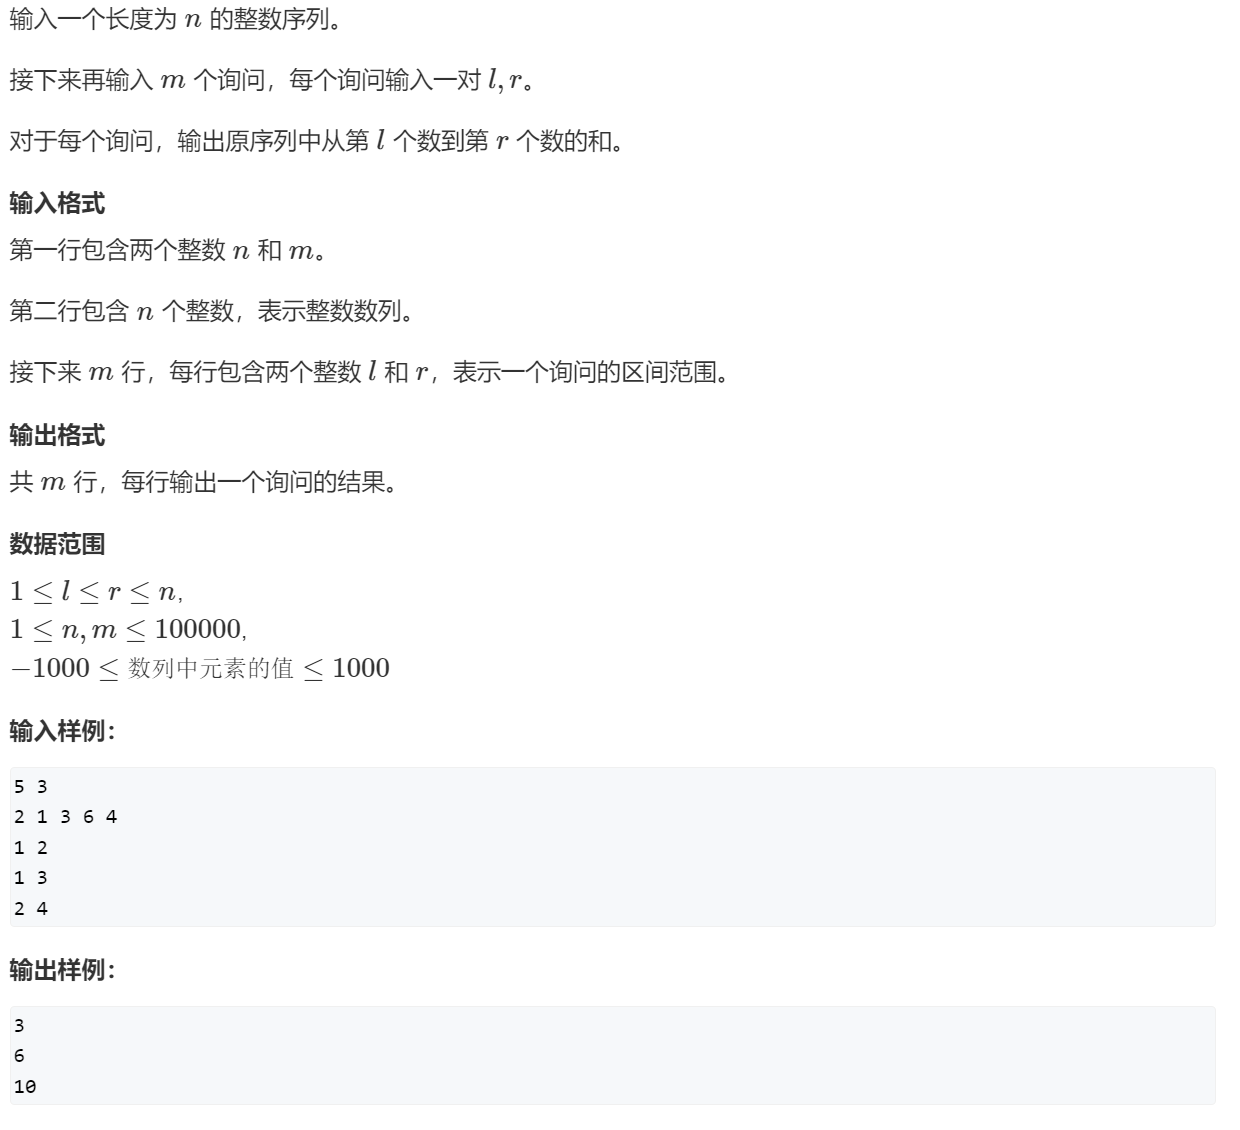 输入一个长度为 n 的整数序列。
接下来再输入 m 个询问，每个询问输入一对 l, r。
对于每个询问，输出原序列中从第 l 个数到第 r 个数的和。
输入格式
第一行包含两个整数 n 和 m。
第二行包含 n 个整数，表示整数数列。
接下来 m 行，每行包含两个整数 l 和 r，表示一个询问的区间范围。
输出格式
共 m 行，每行输出一个询问的结果。
数据范围
1 ≤ l ≤ r ≤ n,
1 ≤ n, m ≤ 100000,
−1000 ≤ 数列中元素的值 ≤ 1000
输入样例：
5 3
2 1 3 6 4
1 2
1 3
2 4
输出样例：
3
6
10